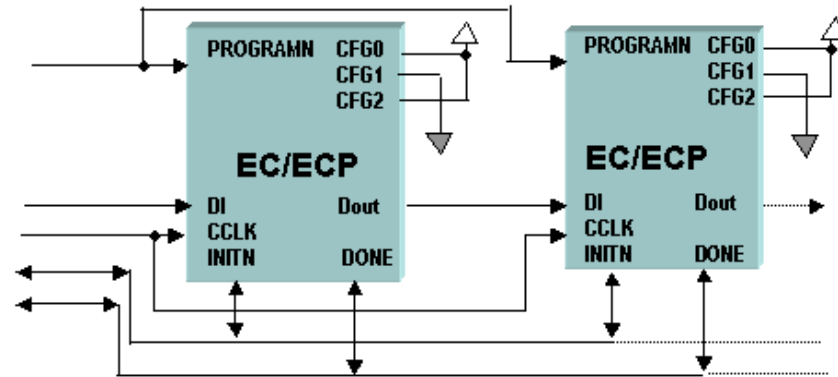 PROGRAMN CFG0
CFG1
CFG2
EC/ECP
DI Dout
CCLK
INITN DONE
PROGRAMN CFG0
CFG1
CFG2
EC/ECP
DI Dout
CCLK
INITN DONE